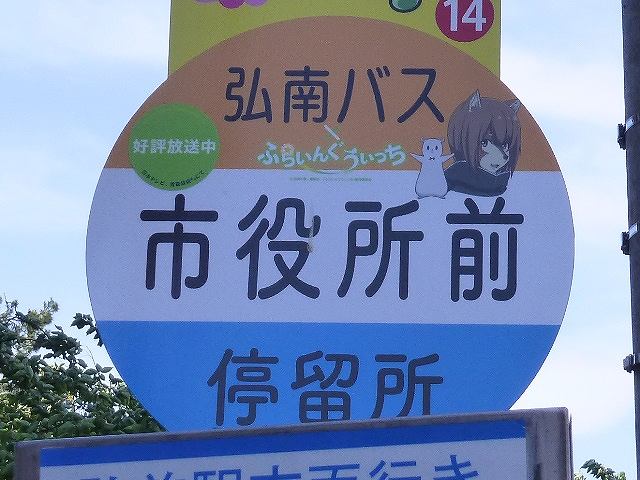 14
弘南バス
好評放送中
ふらいんぐうぃっち
市役所前
停留所